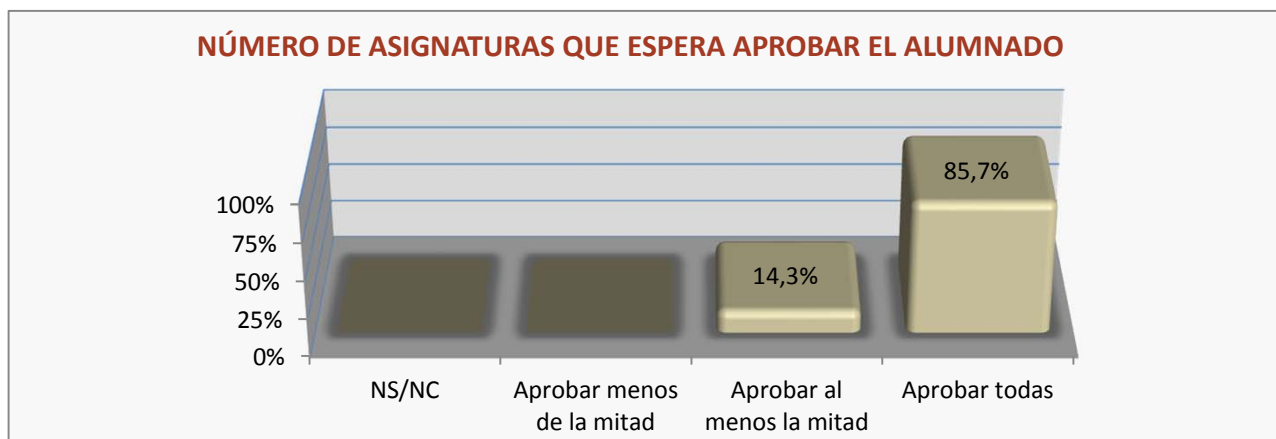 NÚMERO DE ASIGNATURAS QUE ESPERA APROBAR EL ALUMNADO
85,7%
14,3%
100%
75%
50%
25%
0%
NS/NC
Aprobar menos
de la mitad
Aprobar al
menos la mitad
Aprobar todas